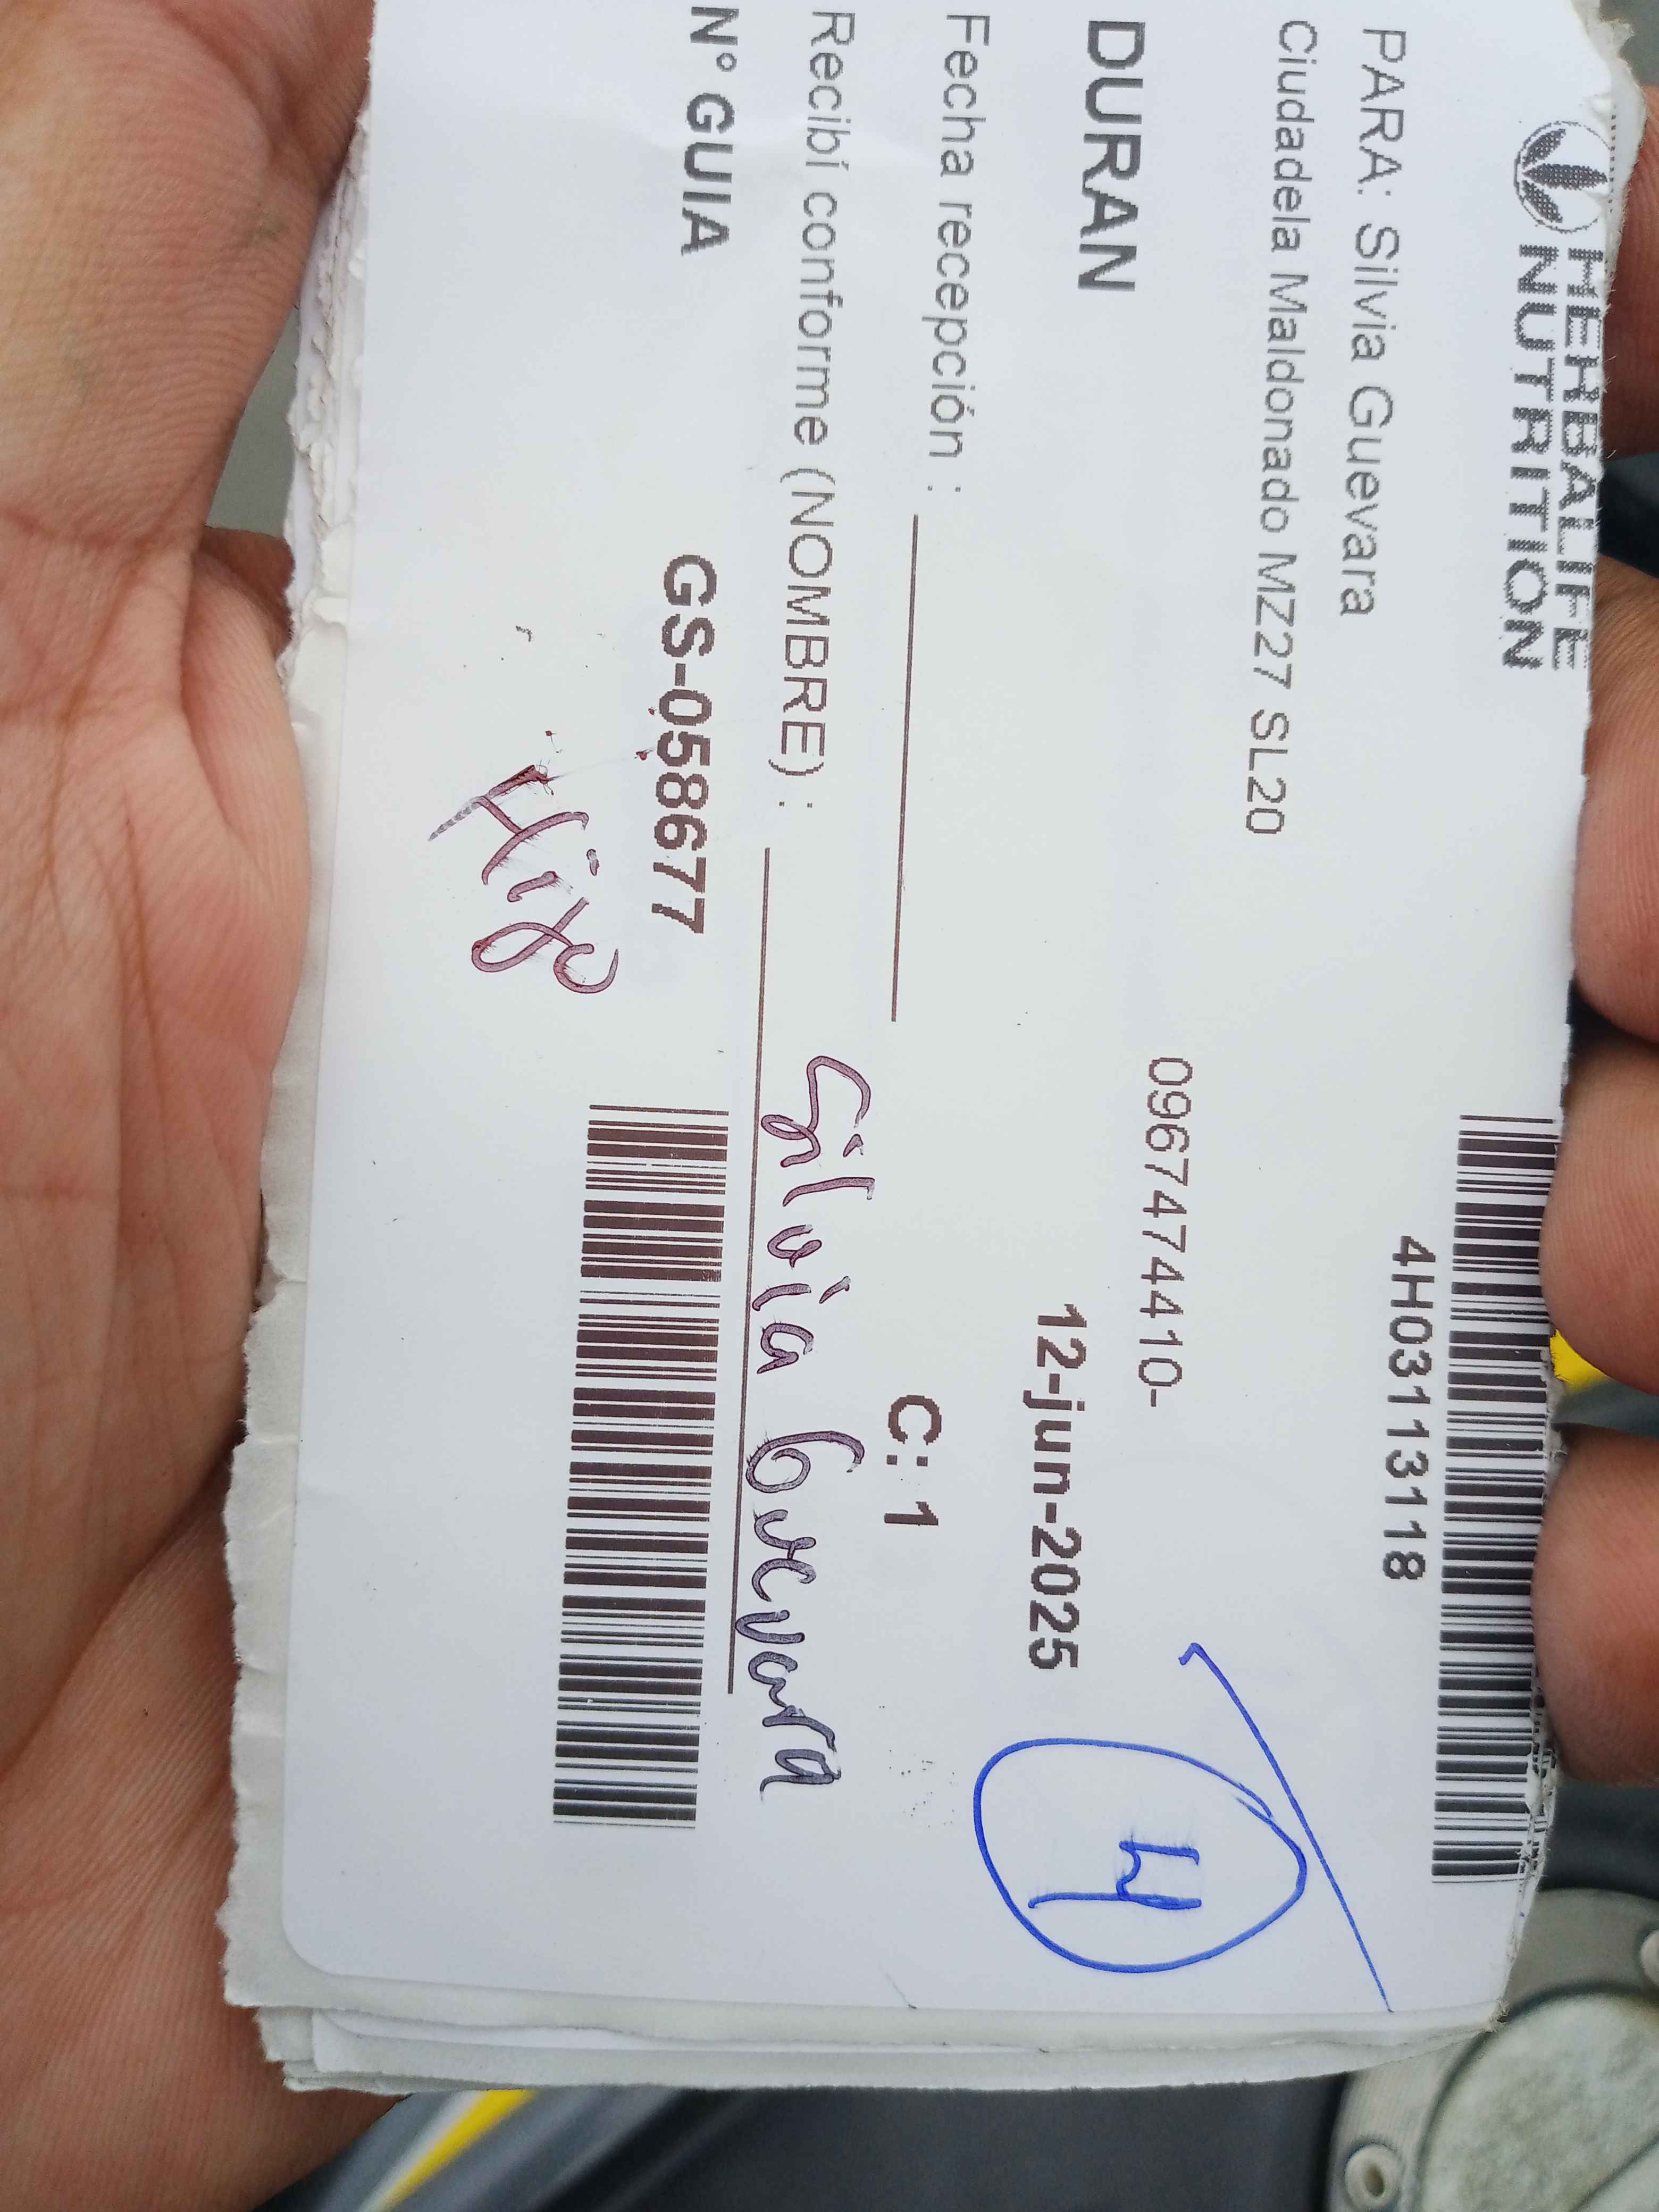 HERBALIFE
NUTRITION
4H03113118
PARA: Silvia Guevara
Ciudadela Maldonado MZ27 SL20
0967474410-
DURAN
12-jun-2025
4
Fecha recepción :
C: 1
Recibí conforme (NOMBRE) : Silvia Guevara
N° GUIA
GS-058677